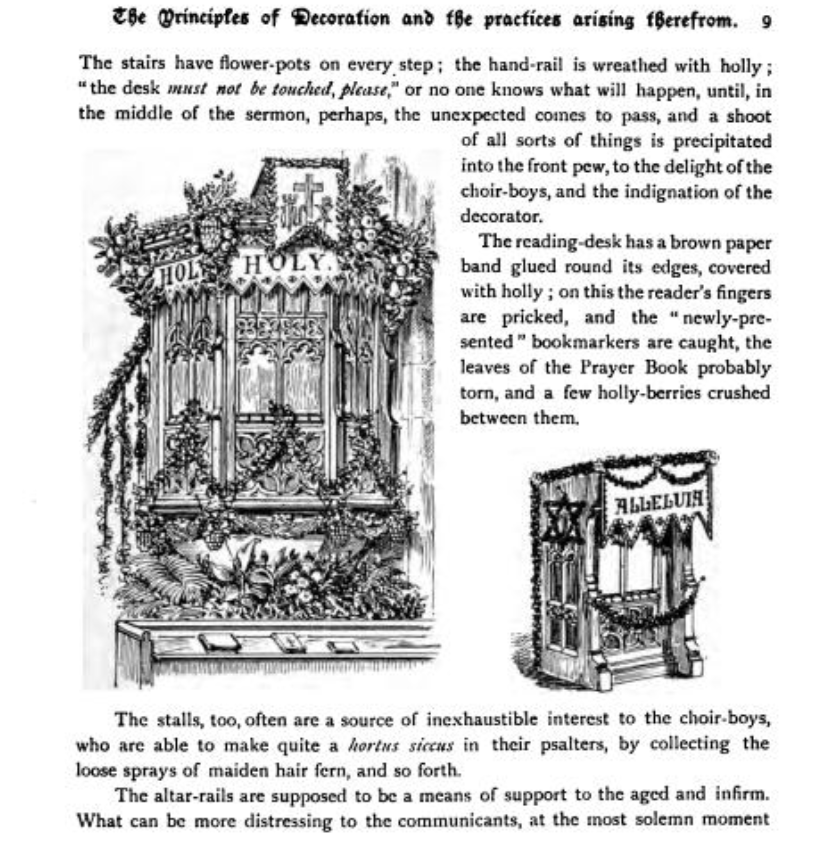 The Principles of Decoration and the practices arising therefrom. 9
The stairs have flower-pots on every step; the hand-rail is wreathed with holly;
"the desk must not be touched, please," or no one knows what will happen, until, in
the middle of the sermon, perhaps, the unexpected comes to pass, and a shoot
of all sorts of things is precipitated
into the front pew, to the delight of the
choir-boys, and the indignation of the
decorator.
The reading-desk has a brown paper
band glued round its edges, covered
with holly; on this the reader's fingers
are pricked, and the "newly-pre-
sented" bookmarkers are caught, the
leaves of the Prayer Book probably
torn, and a few holly-berries crushed
between them.
HOL
HOLY.
ALLELUIA
The stalls, too, often are a source of inexhaustible interest to the choir-boys,
who are able to make quite a hortus siccus in their psalters, by collecting the
loose sprays of maiden hair fern, and so forth.
The altar-rails are supposed to be a means of support to the aged and infirm.
What can be more distressing to the communicants, at the most solemn moment